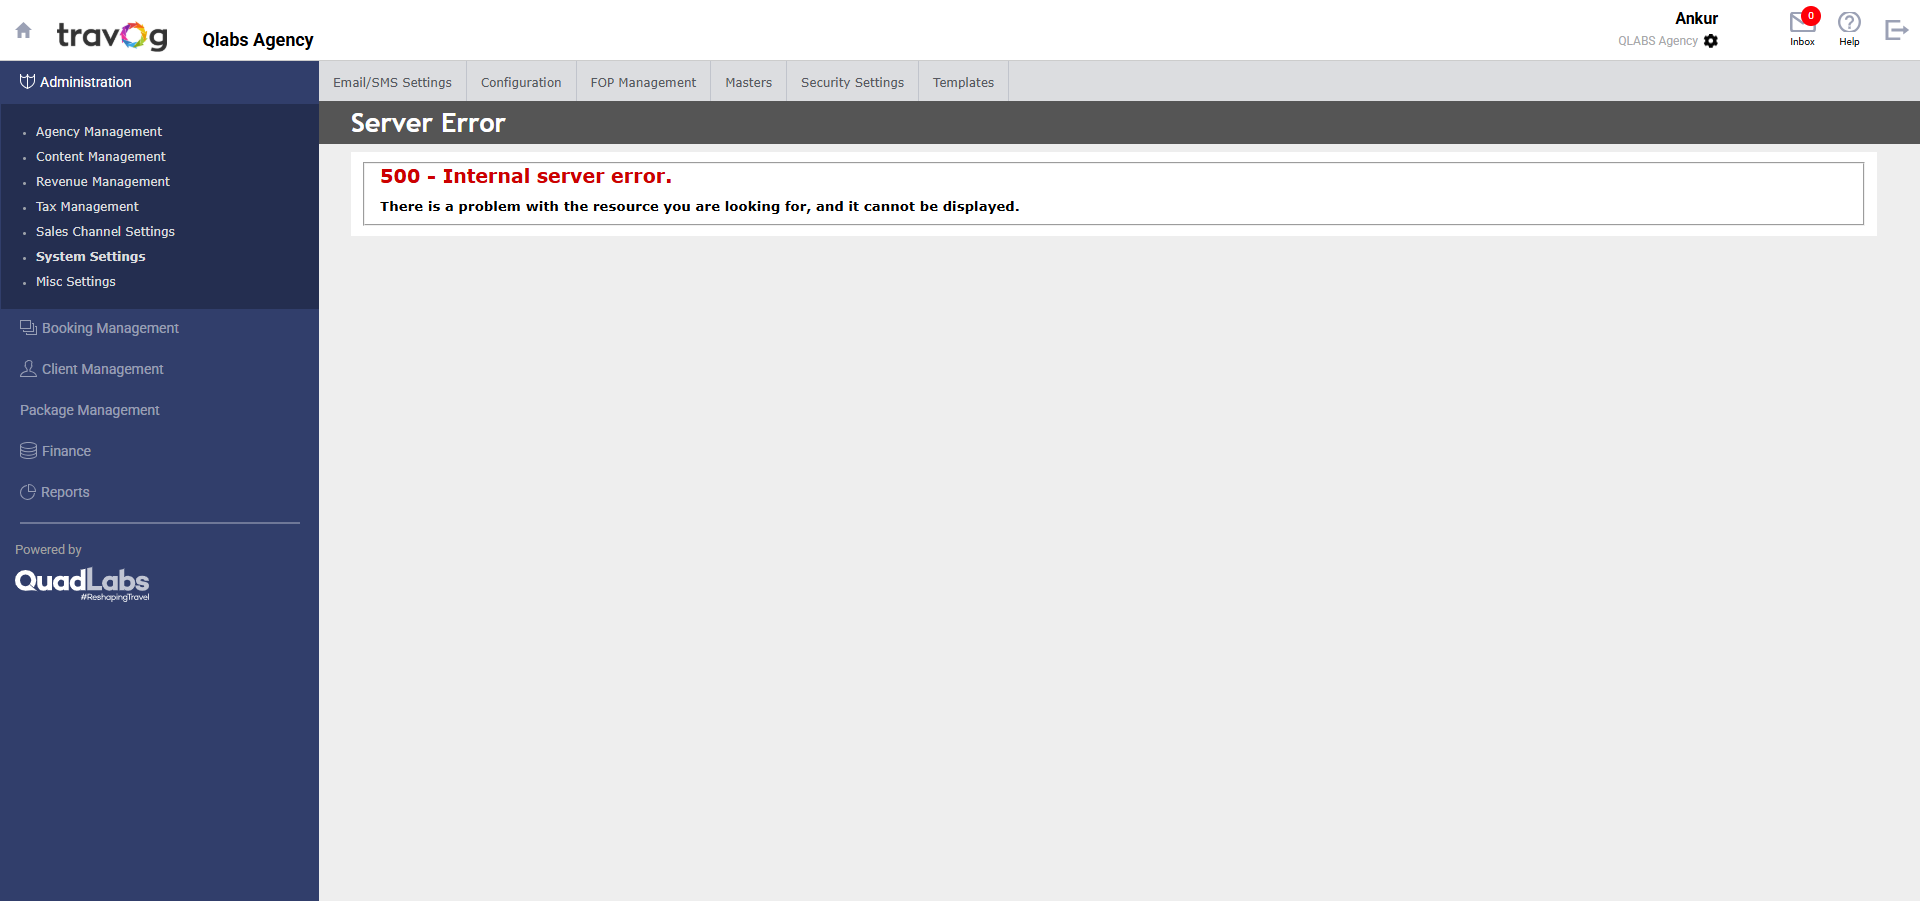 travog
Qlabs Agency
Ankur
QLABS Agency
0
Inbox
Help
Administration
Email/SMS Settings
Configuration
FOP Management
Masters
Security Settings
Templates
Agency Management
Content Management
Revenue Management
Tax Management
Sales Channel Settings
System Settings
Misc Settings
Booking Management
Client Management
Package Management
Finance
Reports
Powered by
QuadLabs
#ReshapingTravel
Server Error
500 - Internal server error.
There is a problem with the resource you are looking for, and it cannot be displayed.